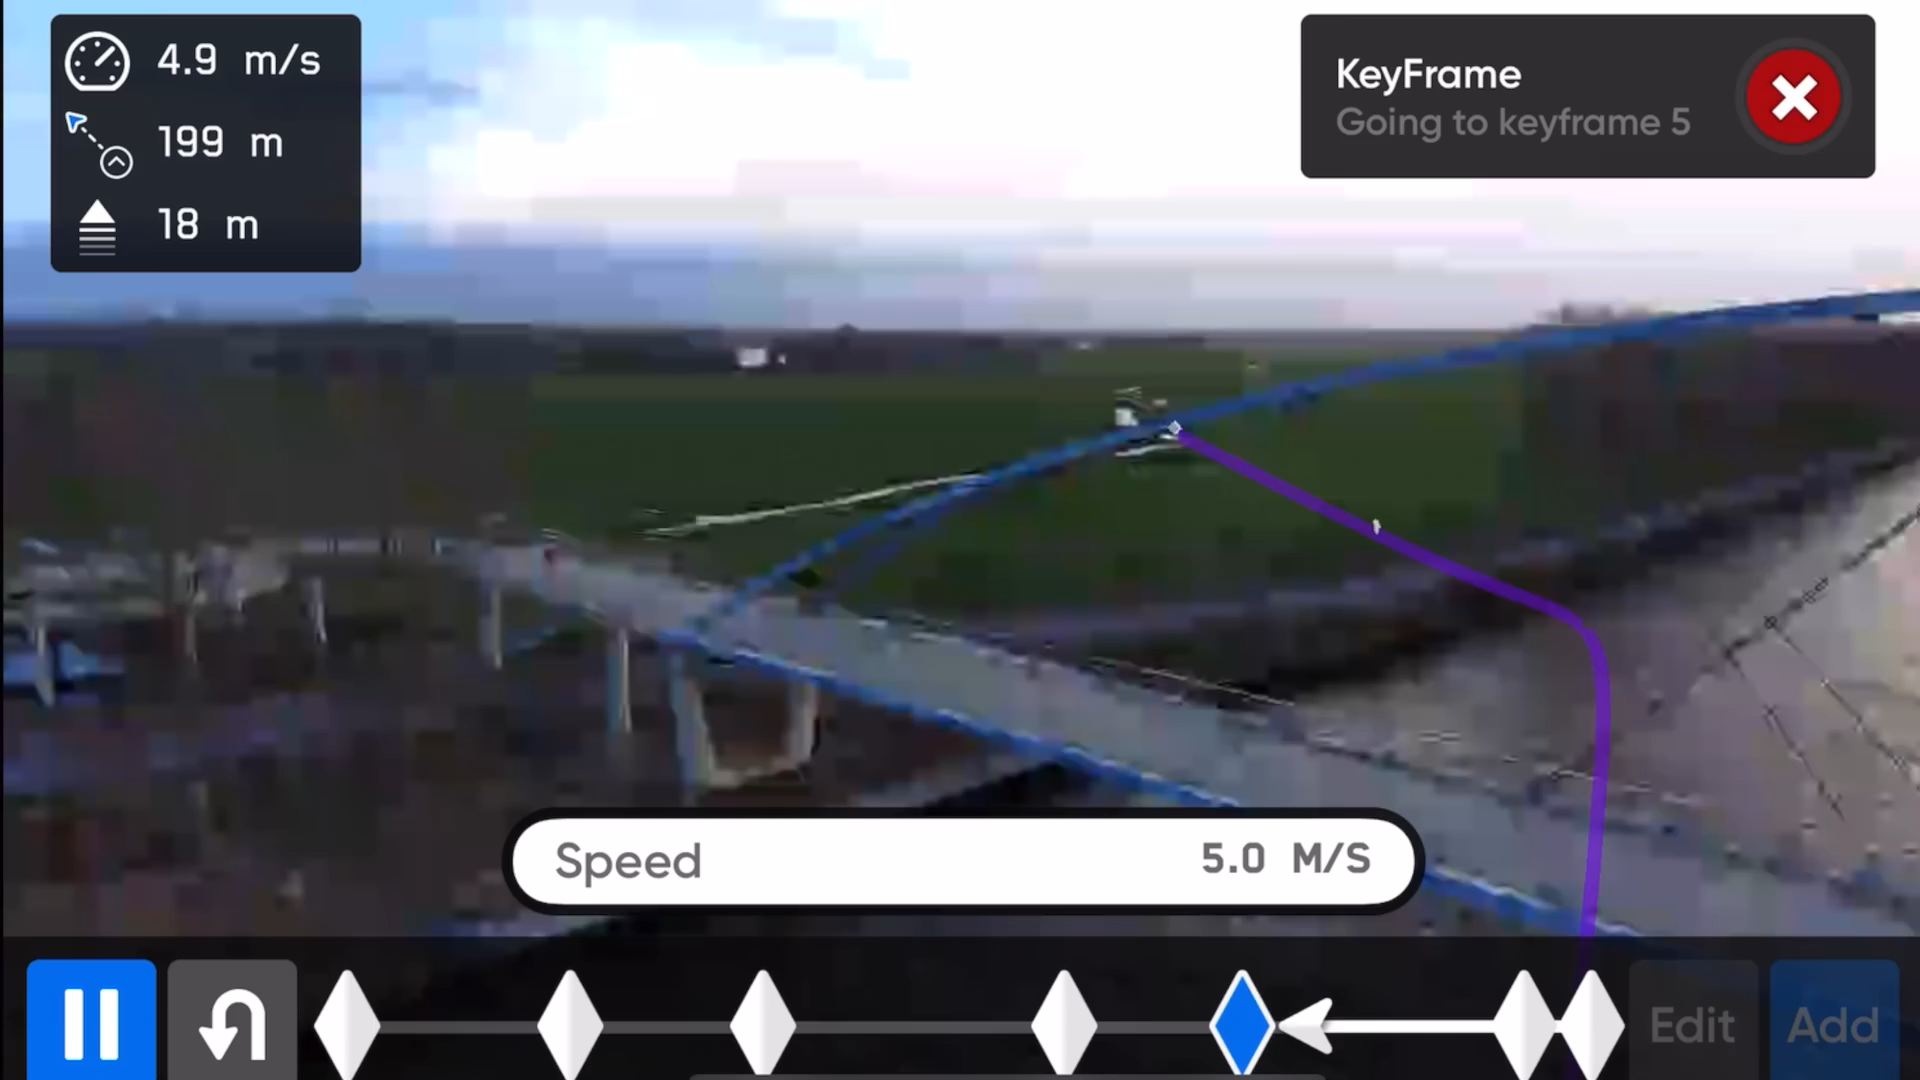 4.9 m/s
199 m
18 m
KeyFrame
Going to keyframe 5
Speed 5.0 M/S
Edit
Add